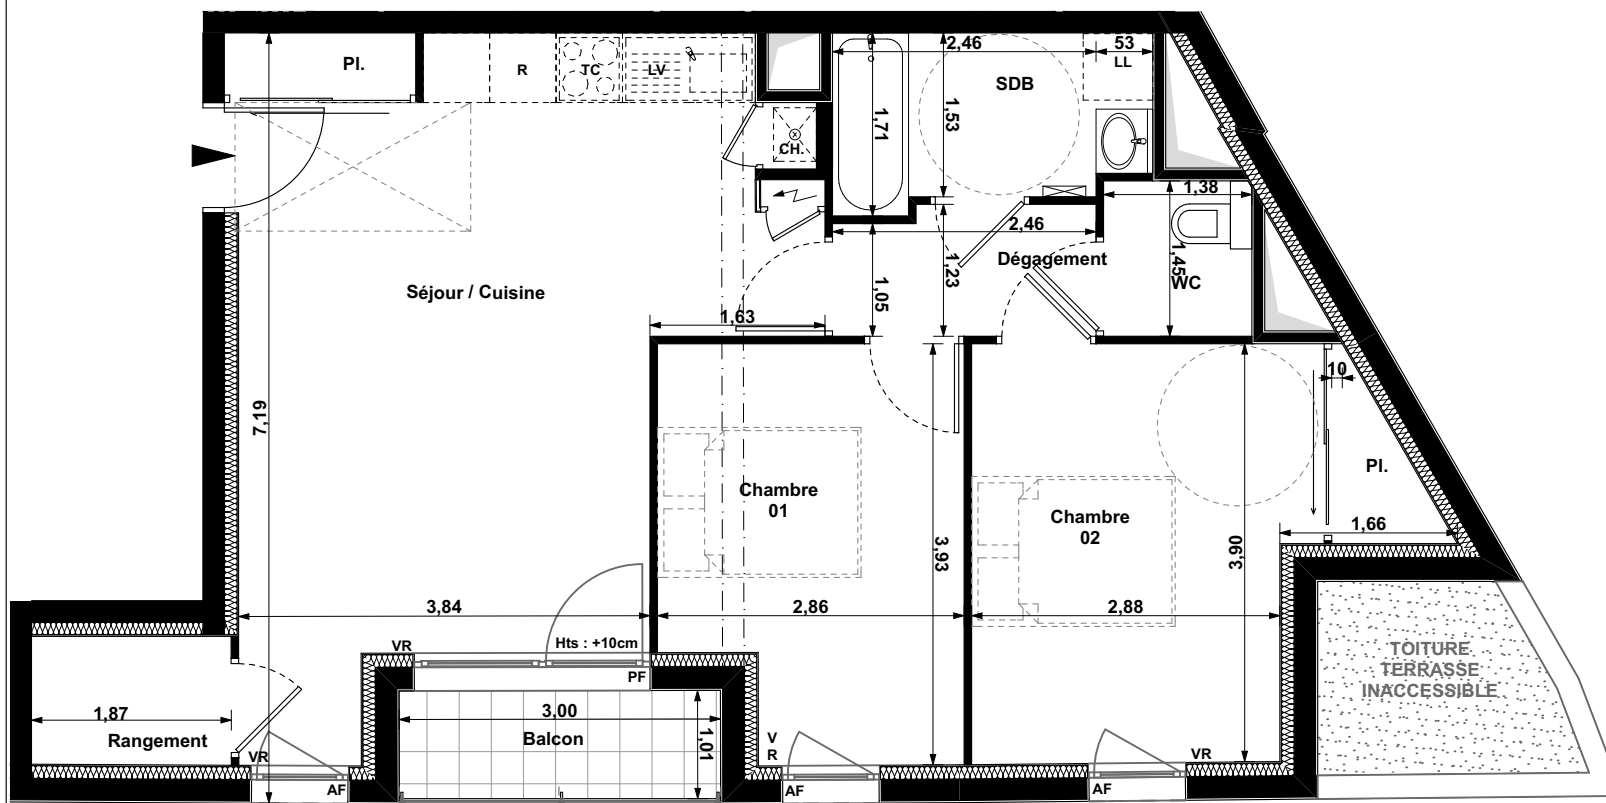 Pl.
R
TC
LV
2,46
53
LL
SDB
1,71
1,53
CH.
1,38
2,46
1,45
WC
Dégagement
1,23
1,05
Séjour / Cuisine
1,63
10
7,19
Pl.
Chambre
01
Chambre
02
1,66
3,93
3,90
3,84
2,86
2,88
VR
Hts : +10cm
PF
TOITURE
TERRASSE
INACCESSIBLE
1,87
Rangement
3,00
Balcon
1,01
VR
V
R
VR
AF
AF
AF